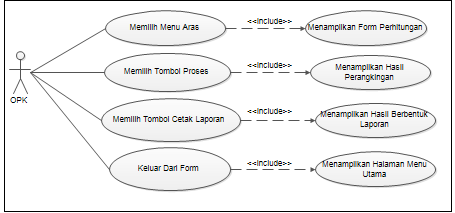 Memilih Menu Aras
<<Include>>
Menampilkan Form Perhitungan
Memilih Tombol Proses
<<Include>>
Menampilkan Hasil
Perangkingan
OPK
Memilih Tombol Cetak Laporan
<<Include>>
Menampilkan Hasil Berbentuk
Laporan
Keluar Dari Form
<<Include>>
Menampilkan Halaman Menu
Utama